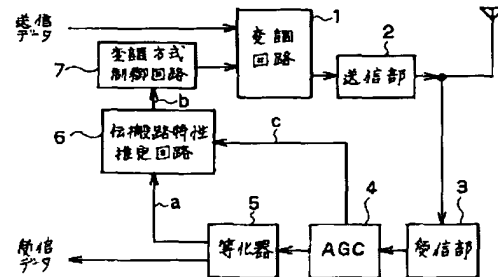 送信
データ
1
変調
回路
2
送信部
7
変調方式
制御回路
b
6
伝搬路特性
推定回路
c
a
5
等化器
4
AGC
3
受信部
受信
データ